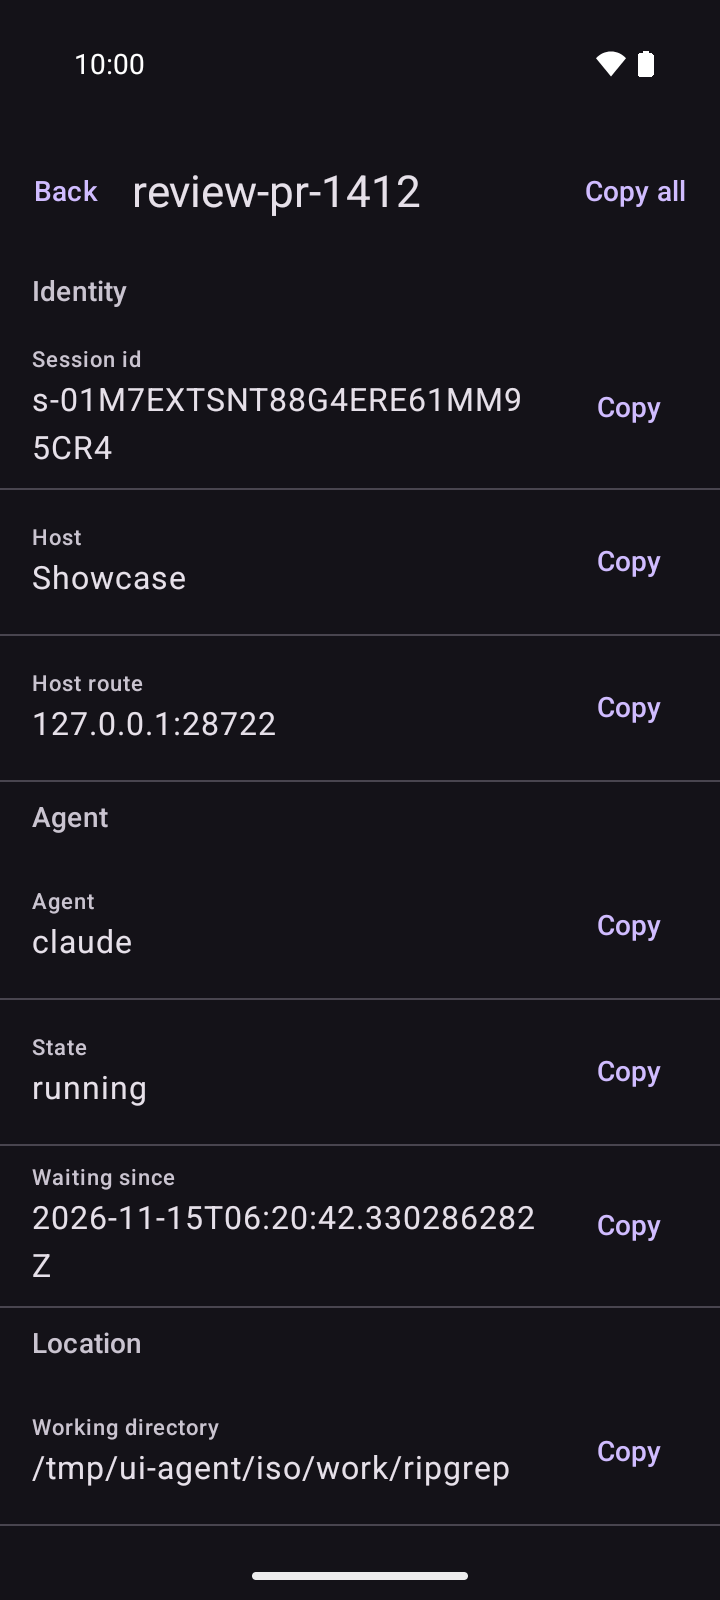 10:00
Back review-pr-1412 Copy all
Identity
Session id
s-01M7EXTSNT88G4ERE61MM9
5CR4
Copy
Host
Showcase
Copy
Host route
127.0.0.1:28722
Copy
Agent
Agent
claude
Copy
State
running
Copy
Waiting since
2026-11-15T06:20:42.330286282
Z
Copy
Location
Working directory
/tmp/ui-agent/iso/work/ripgrep
Copy